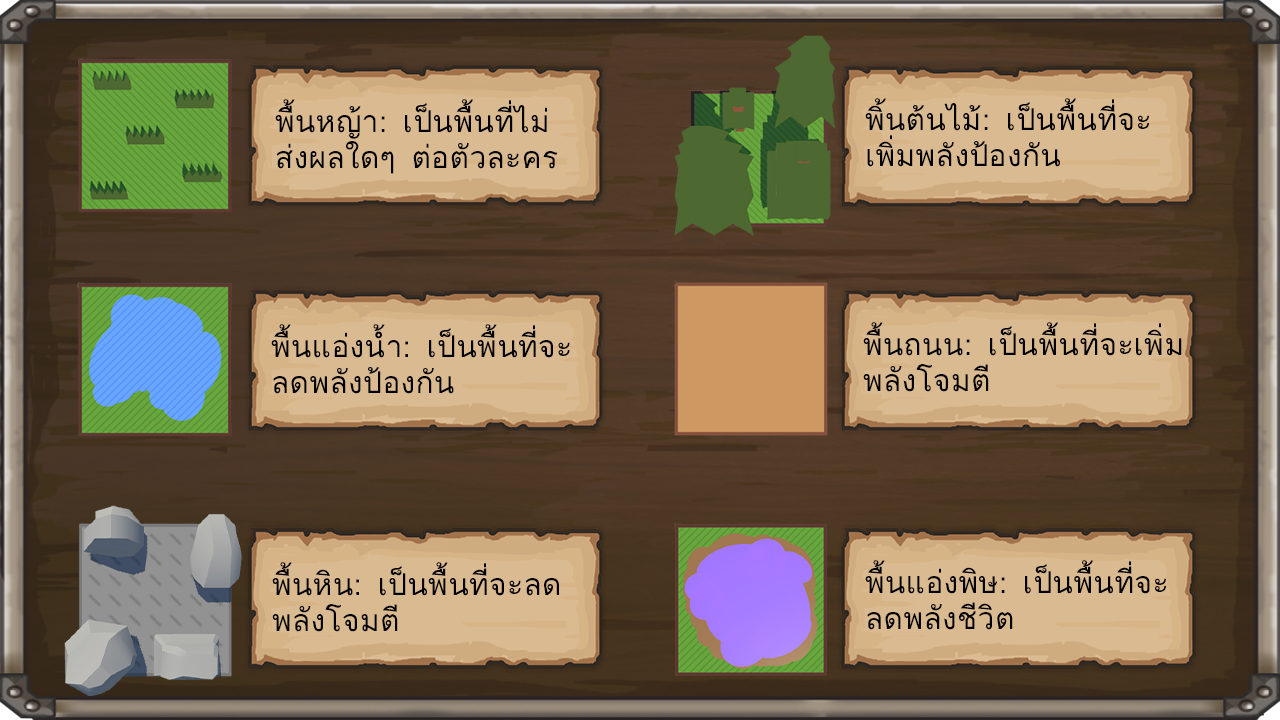 พื้นหญ้า: เป็นพื้นที่ไม่
ส่งผลใดๆ ต่อตัวละคร
พิ้นต้นไม้: เป็นพื้นที่จะ
เพิ่มพลังป้องกัน
พื้นแอ่งน้ำ: เป็นพื้นที่จะ
ลดพลังป้องกัน
พื้นถนน: เป็นพื้นที่จะเพิ่ม
พลังโจมตี
พื้นหิน: เป็นพื้นที่จะลด
พลังโจมตี
พื้นแอ่งพิษ: เป็นพื้นที่จะ
ลดพลังชีวิต